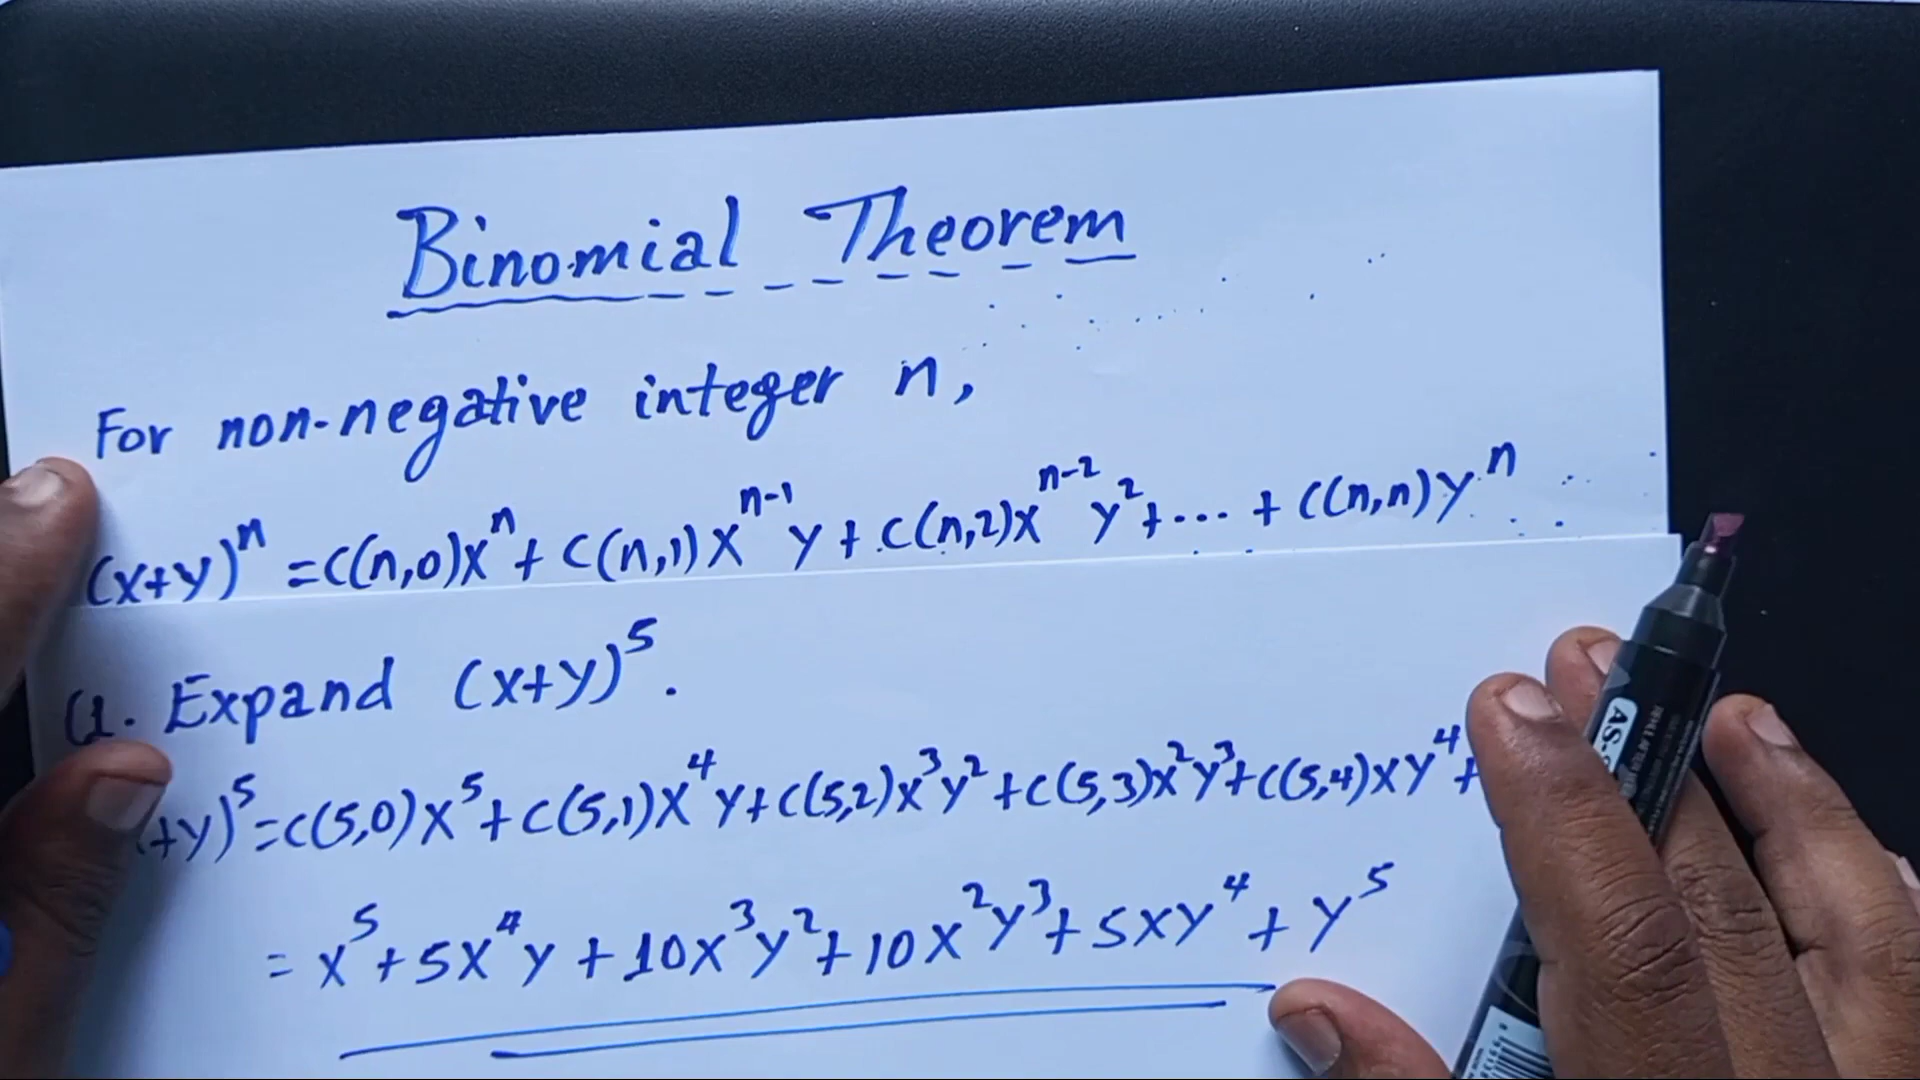 Binomial Theorem
For non-negative integer n,
(x+y)^n = C(n,0)x^n + C(n,1)x^{n-1}y + C(n,2)x^{n-2}y^2 + ... + C(n,n)y^n
Q. Expand (x+y)^5.
+y)^5 = C(5,0)x^5 + C(5,1)x^4y + C(5,2)x^3y^2 + C(5,3)x^2y^3 + C(5,4)xy^4 +
= x^5 + 5x^4y + 10x^3y^2 + 10x^2y^3 + 5xy^4 + y^5